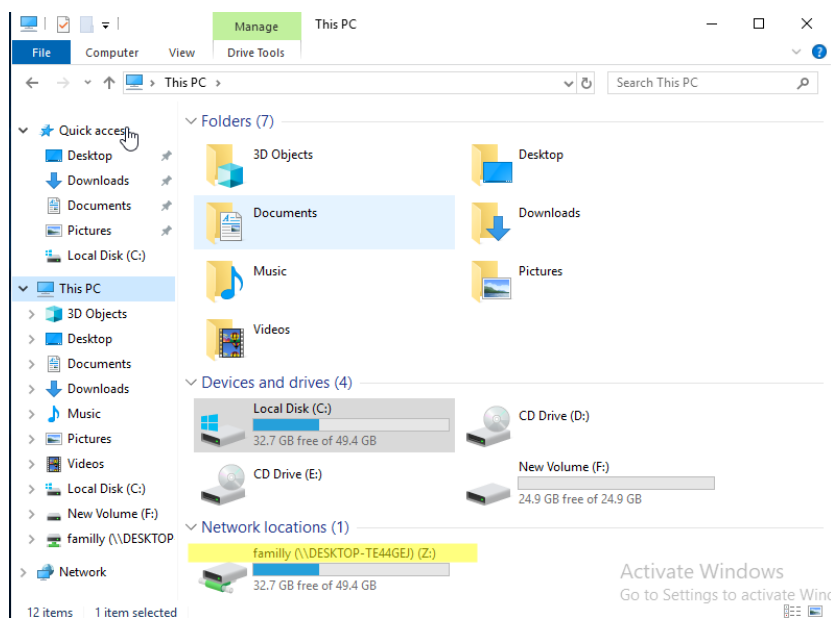 Manage
This PC
File
Computer
View
Drive Tools
This PC
Search This PC
Quick access
Desktop
Downloads
Documents
Pictures
Local Disk (C:)
This PC
3D Objects
Desktop
Documents
Downloads
Music
Pictures
Videos
Local Disk (C:)
New Volume (F:)
familly (\\DESKTOP
Network
Folders (7)
3D Objects
Desktop
Documents
Downloads
Music
Pictures
Videos
Devices and drives (4)
Local Disk (C:)
32.7 GB free of 49.4 GB
CD Drive (D:)
CD Drive (E:)
New Volume (F:)
24.9 GB free of 24.9 GB
Network locations (1)
familly (\\DESKTOP-TE44GEJ) (Z:)
32.7 GB free of 49.4 GB
Activate Windows
Go to Settings to activate Wind
12 items
1 item selected